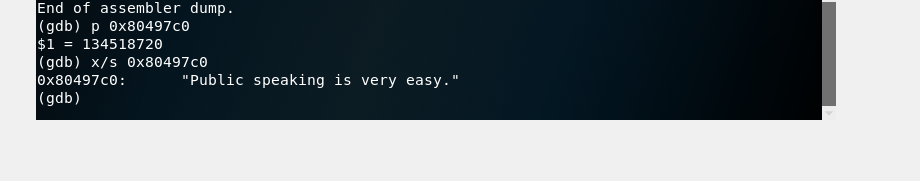 End of assembler dump.
(gdb) p 0x80497c0
$1 = 134518720
(gdb) x/s 0x80497c0
0x80497c0:      "Public speaking is very easy."
(gdb)